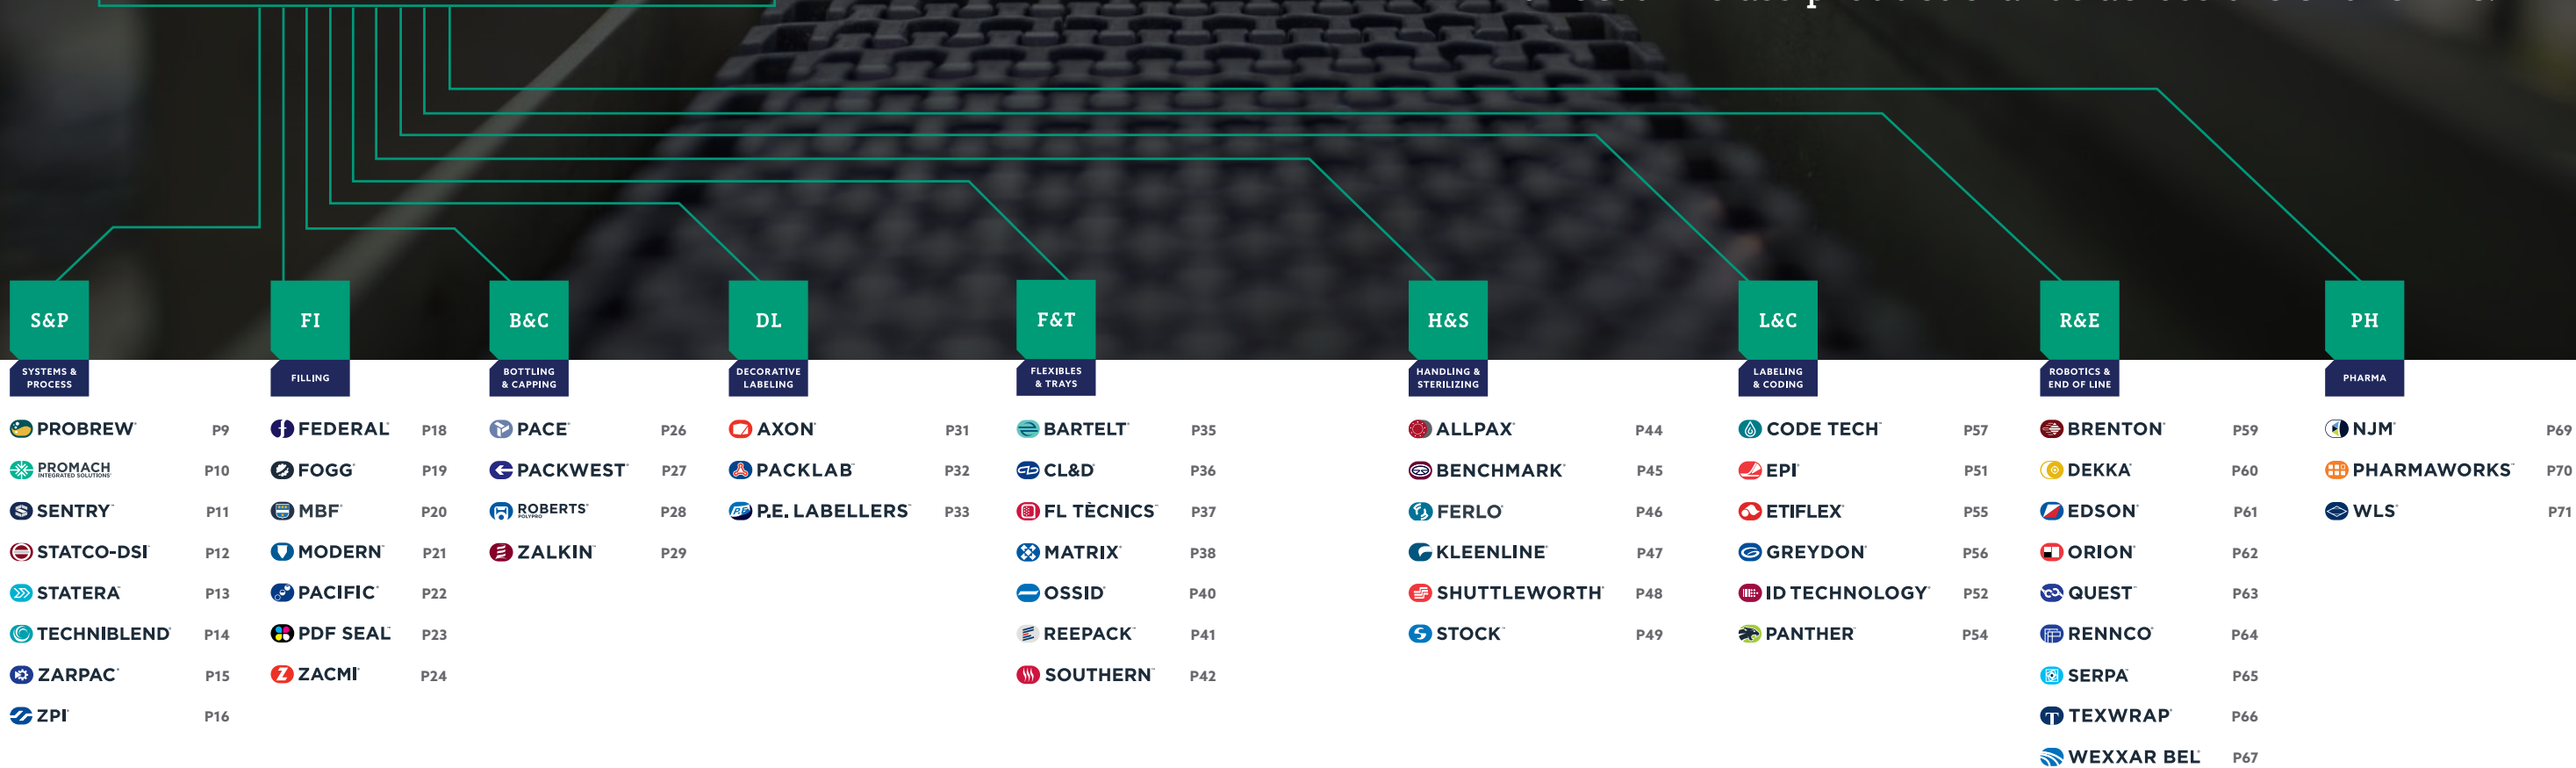 S&P
SYSTEMS &
PROCESS
PROBREW P9
PROMACH
INTEGRATED SOLUTIONS P10
SENTRY P11
STATCO-DSI P12
STATERA P13
TECHNIBLEND P14
ZARPAC P15
ZPI P16
FI
FILLING
FEDERAL P18
FOGG P19
MBF P20
MODERN P21
PACIFIC P22
PDF SEAL P23
ZACMI P24
B&C
BOTTLING
& CAPPING
PACE P26
PACKWEST P27
ROBERTS
POLYPRO P28
ZALKIN P29
DL
DECORATIVE
LABELING
AXON P31
PACKLAB P32
P.E. LABELLERS P33
F&T
FLEXIBLES
& TRAYS
BARTELT P35
CL&D P36
FL TÈCNICS P37
MATRIX P38
OSSID P40
REEPACK P41
SOUTHERN P42
H&S
HANDLING &
STERILIZING
ALLPAX P44
BENCHMARK P45
FERLO P46
KLEENLINE P47
SHUTTLEWORTH P48
STOCK P49
L&C
LABELING
& CODING
CODE TECH P57
EPI P51
ETIFLEX P55
GREYDON P56
ID TECHNOLOGY P52
PANTHER P54
R&E
ROBOTICS &
END OF LINE
BRENTON P59
DEKKA P60
EDSON P61
ORION P62
QUEST P63
RENNCO P64
SERPA P65
TEXWRAP P66
WEXXAR BEL P67
PH
PHARMA
NJM P69
PHARMAWORKS P70
WLS P71